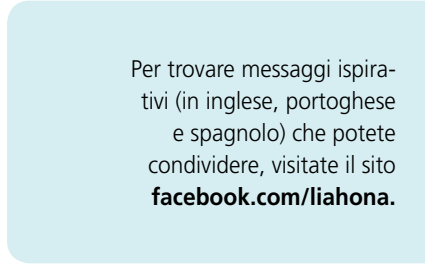 Per trovare messaggi ispira-
tivi (in inglese, portoghese
e spagnolo) che potete
condividere, visitate il sito
facebook.com/liahona.